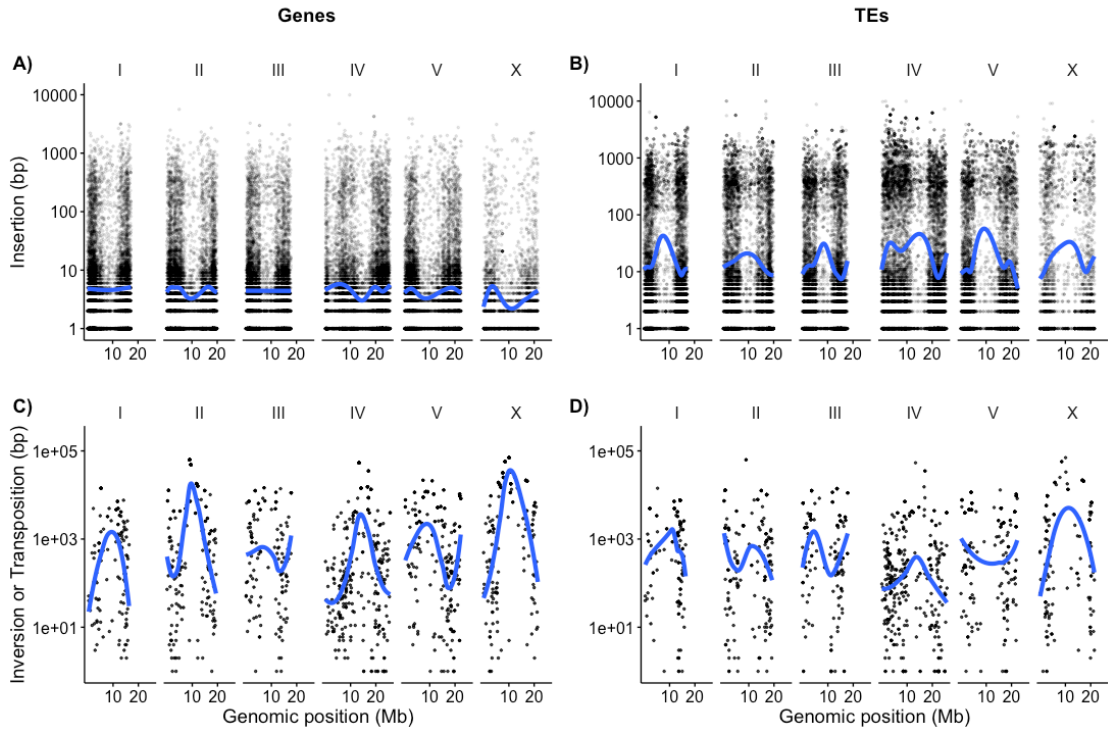 Genes TEs
A) I II III IV V X B) I II III IV V X
10000 10000
1000 1000
100 100
10 10
1 1
Insertion (bp)
10 20 10 20 10 20 10 20 10 20 10 20 10 20 10 20 10 20 10 20 10 20 10 20
C) I II III IV V X D) I II III IV V X
1e+05 1e+05
1e+03 1e+03
1e+01 1e+01
Inversion or Transposition (bp)
10 20 10 20 10 20 10 20 10 20 10 20 10 20 10 20 10 20 10 20 10 20 10 20
Genomic position (Mb) Genomic position (Mb)